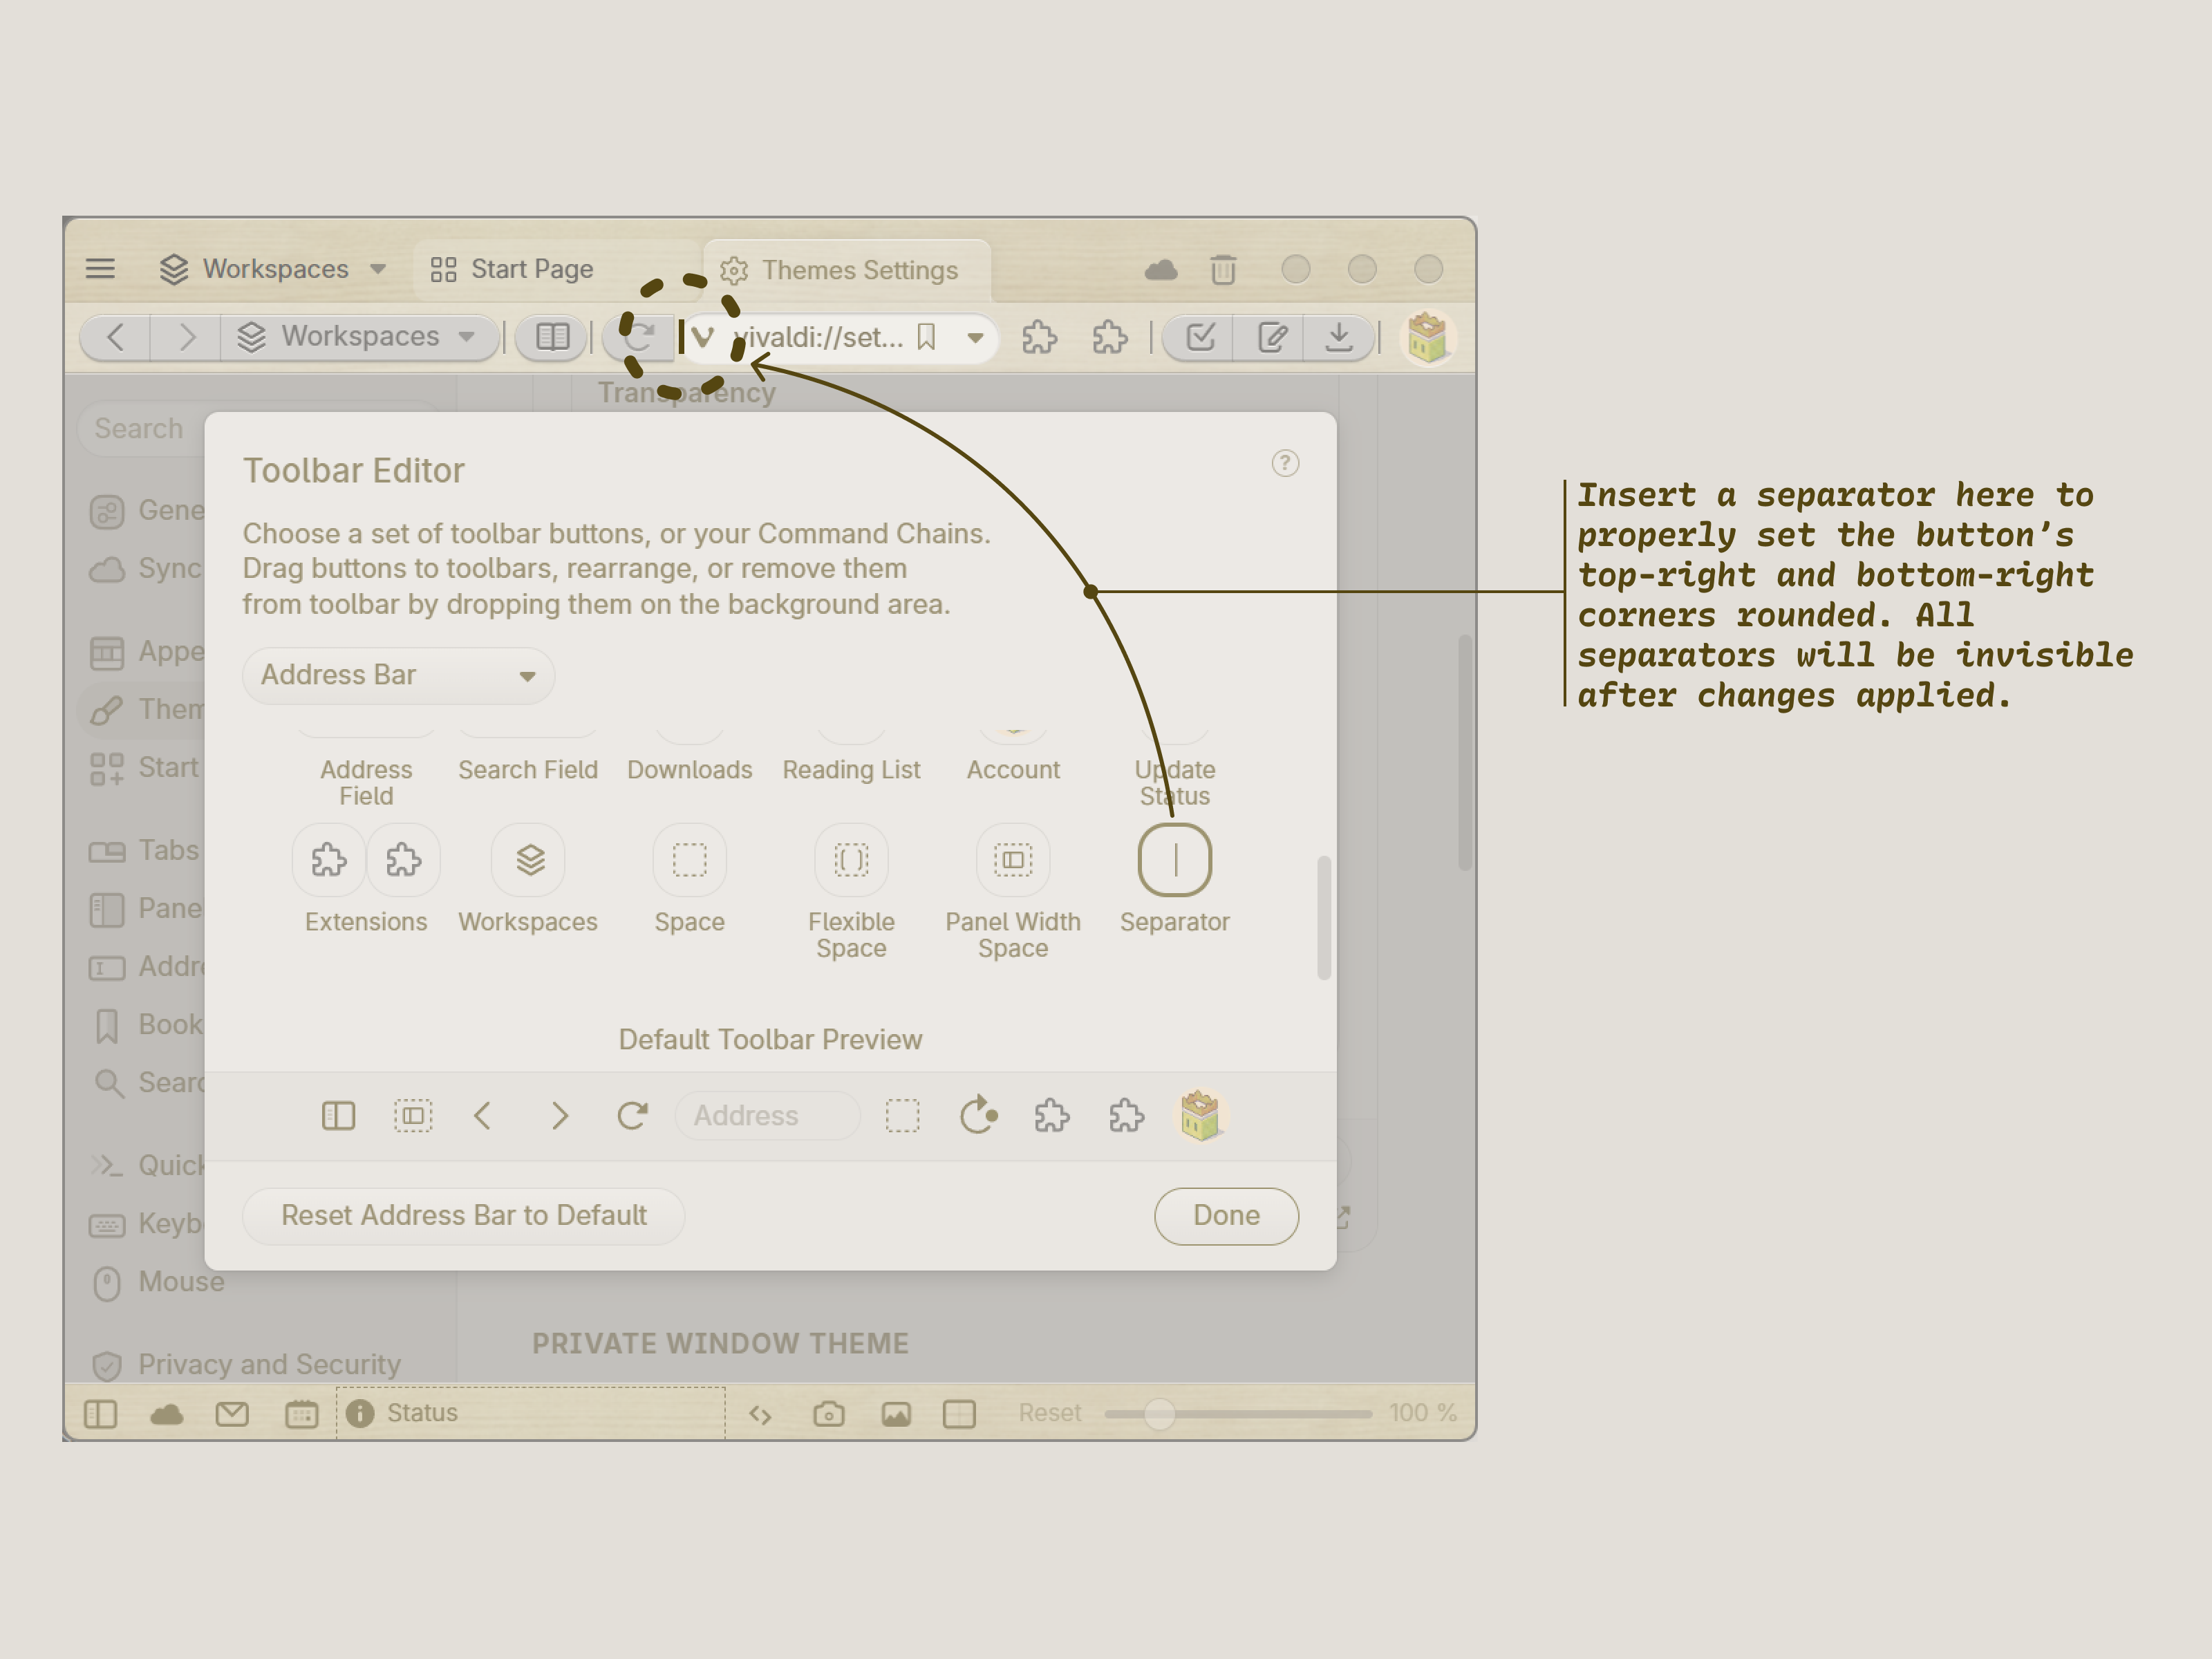 Workspaces
Start Page
Themes Settings
Workspaces
vivaldi://set...
Transparency
Search
Toolbar Editor
?
Gene
Choose a set of toolbar buttons, or your Command Chains.
Drag buttons to toolbars, rearrange, or remove them
from toolbar by dropping them on the background area.
Sync
Appe
Address Bar
Them
Start
Address
Field
Search Field
Downloads
Reading List
Account
Update
Status
Tabs
Pane
Extensions
Workspaces
Space
Flexible
Space
Panel Width
Space
Separator
Addre
Book
Default Toolbar Preview
Searc
Address
Quick
Reset Address Bar to Default
Done
Keyb
Mouse
PRIVATE WINDOW THEME
Privacy and Security
Status
Reset
100 %
Insert a separator here to
properly set the button’s
top-right and bottom-right
corners rounded. All
separators will be invisible
after changes applied.